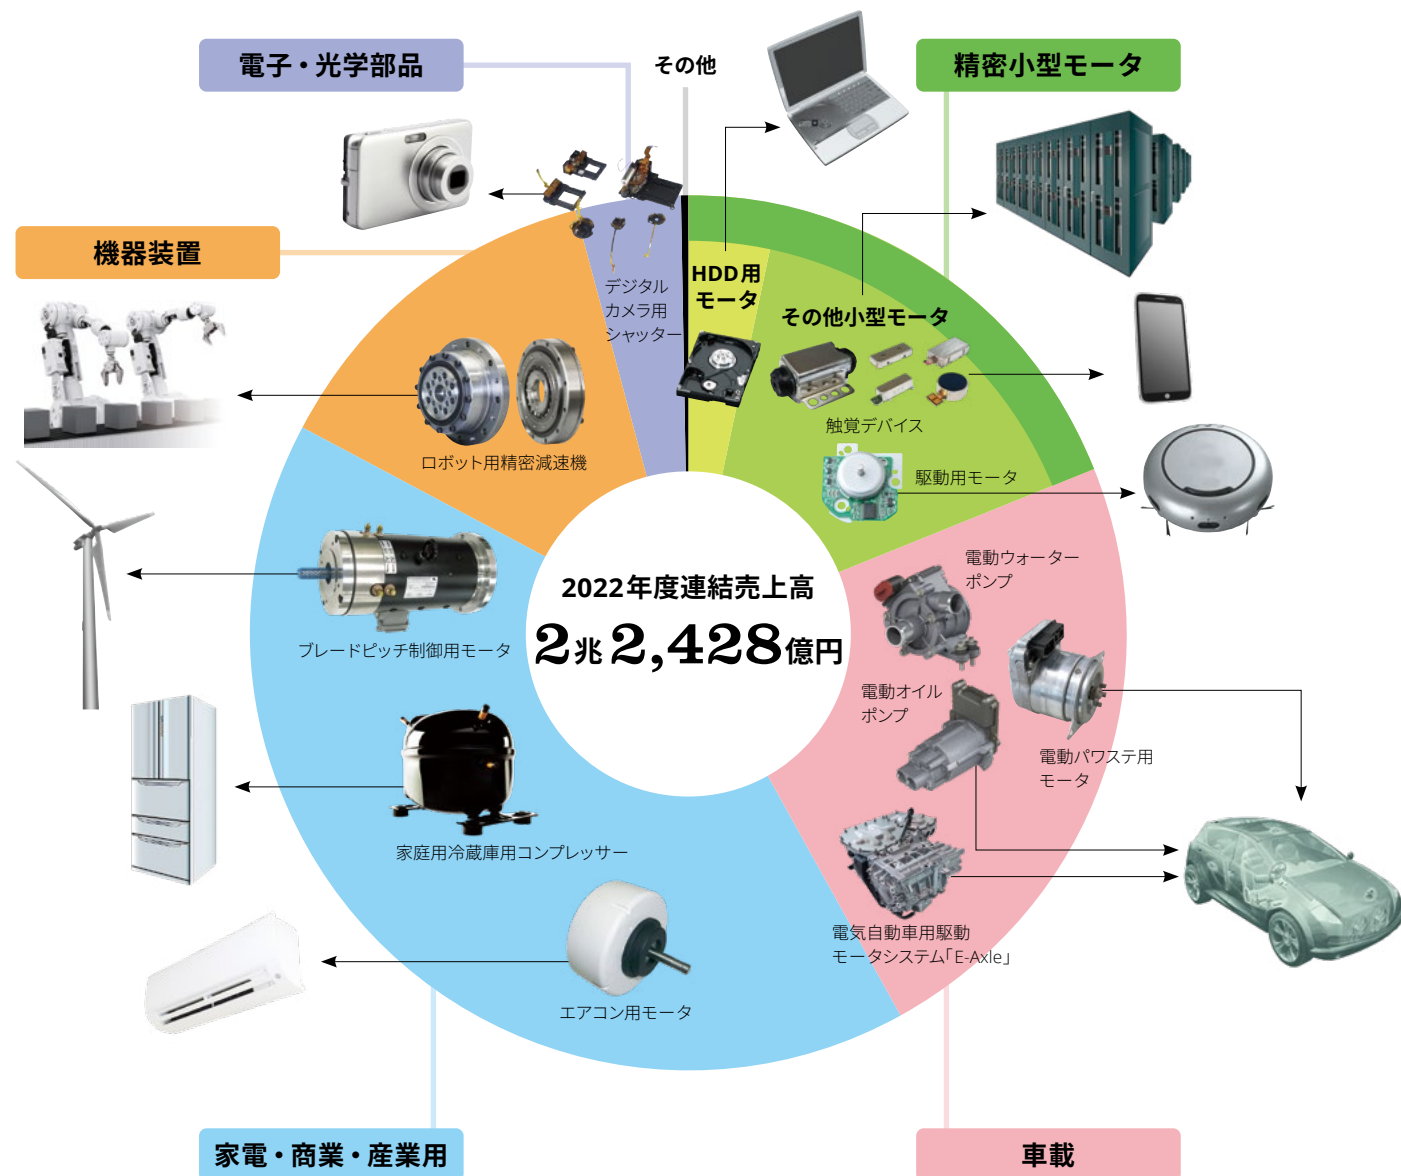 電子・光学部品
その他
精密小型モータ
機器装置
デジタル
カメラ用
シャッター
HDD用
モータ
その他小型モータ
触覚デバイス
駆動用モータ
ロボット用精密減速機
電動ウォーター
ポンプ
2022年度連結売上高
2兆2,428億円
ブレードピッチ制御用モータ
電動オイル
ポンプ
電動パワステ用
モータ
家庭用冷蔵庫用コンプレッサー
電気自動車用駆動
モータシステム「E-Axle」
エアコン用モータ
家電・商業・産業用
車載